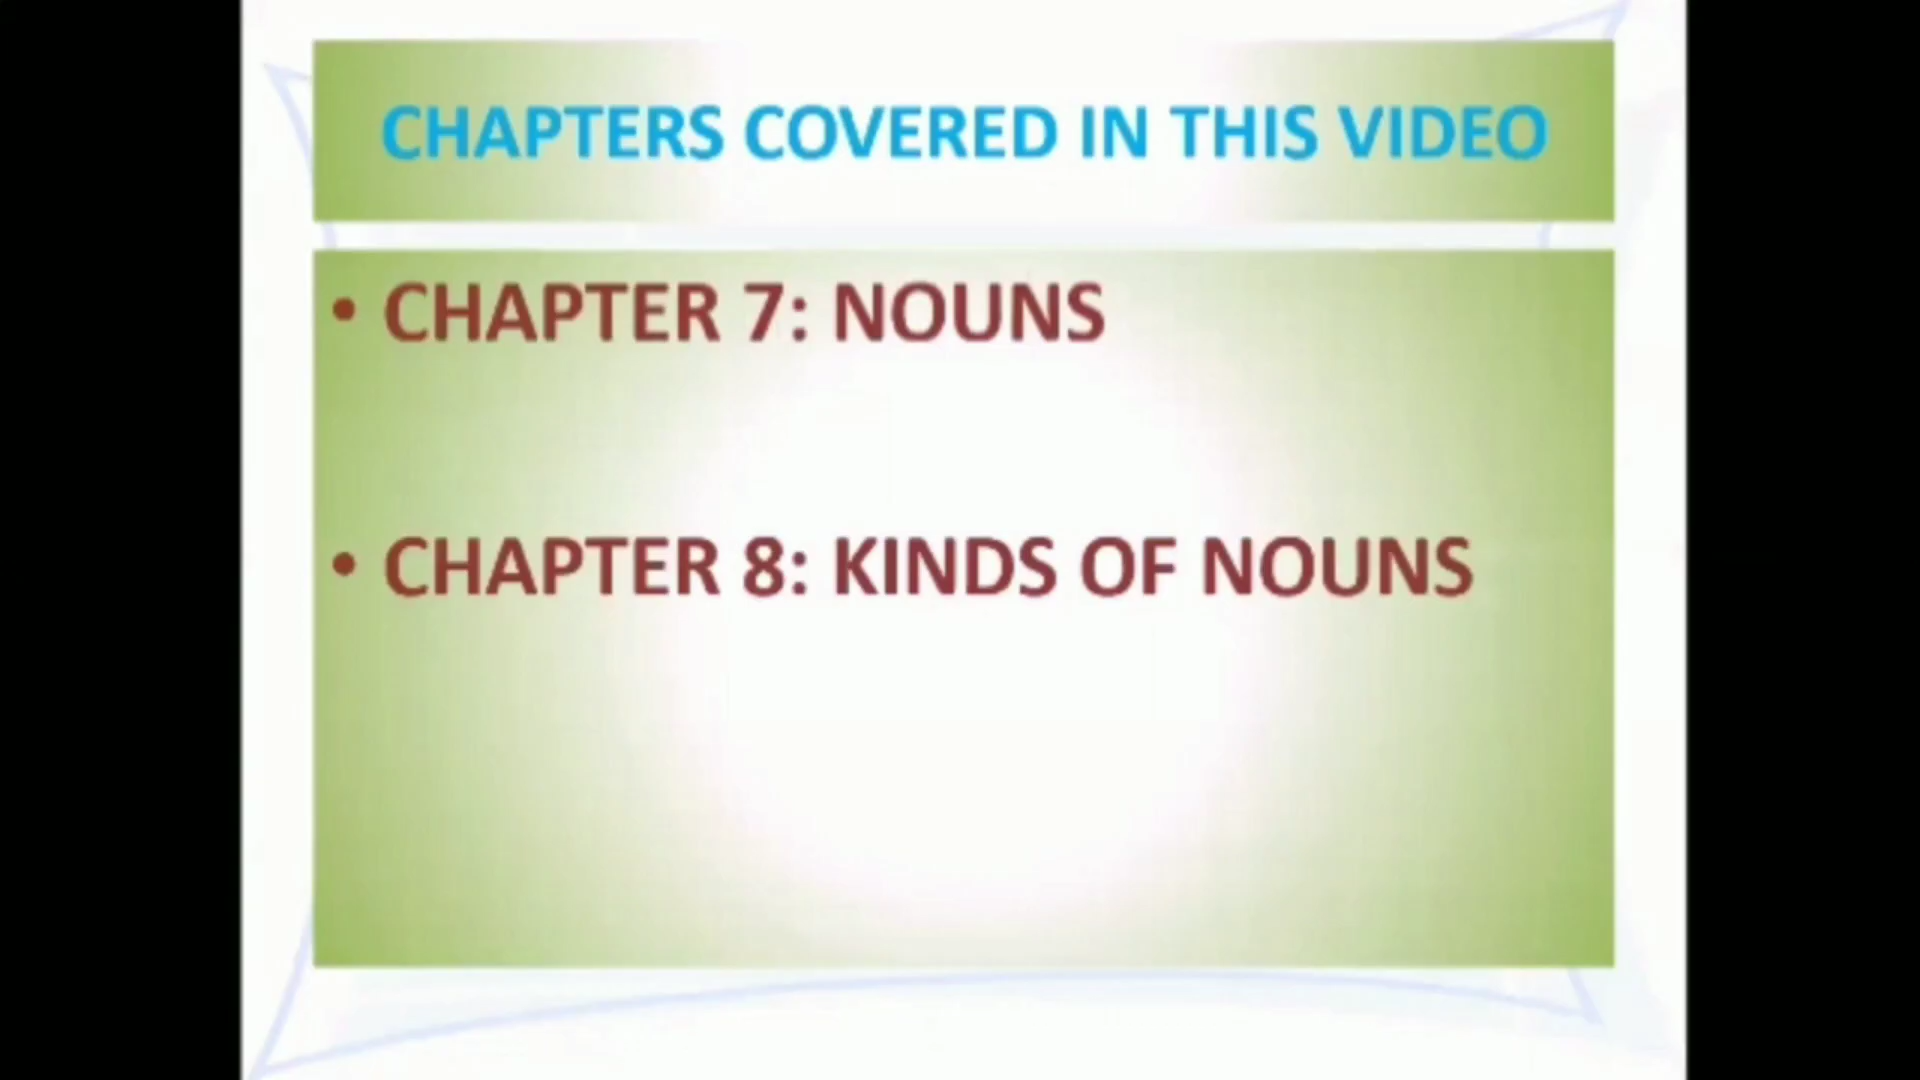 CHAPTERS COVERED IN THIS VIDEO
• CHAPTER 7: NOUNS
• CHAPTER 8: KINDS OF NOUNS